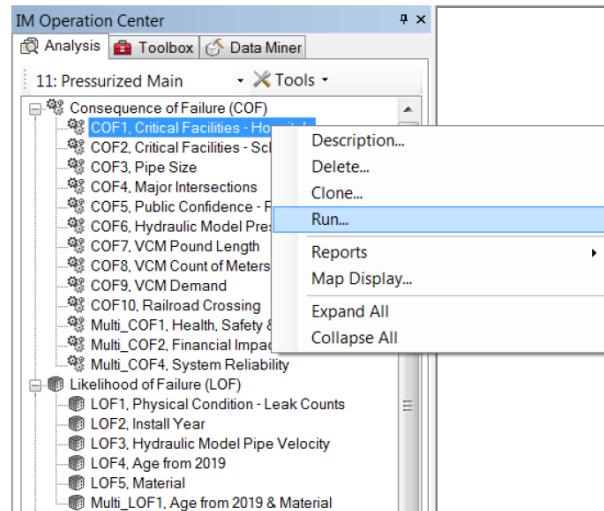 IM Operation Center
Analysis Toolbox Data Miner
11: Pressurized Main Tools
Consequence of Failure (COF)
COF1, Critical Facilities -
COF2, Critical Facilities -
COF3, Pipe Size
COF4, Major Intersections
COF5, Public Confidence -
COF6, Hydraulic Model
COF7, VCM Pound Length
COF8, VCM Count of Meters
COF9, VCM Demand
COF10, Railroad Crossing
Multi_COF1, Health, Safety &
Multi_COF2, Financial
Multi_COF4, System Reliability
Likelihood of Failure (LOF)
LOF1, Physical Condition - Leak Counts
LOF2, Install Year
LOF3, Hydraulic Model Pipe Velocity
LOF4, Age from 2019
LOF5, Material
Multi_LOF1, Age from 2019 & Material
Description...
Delete...
Clone...
Run...
Reports
Map Display...
Expand All
Collapse All